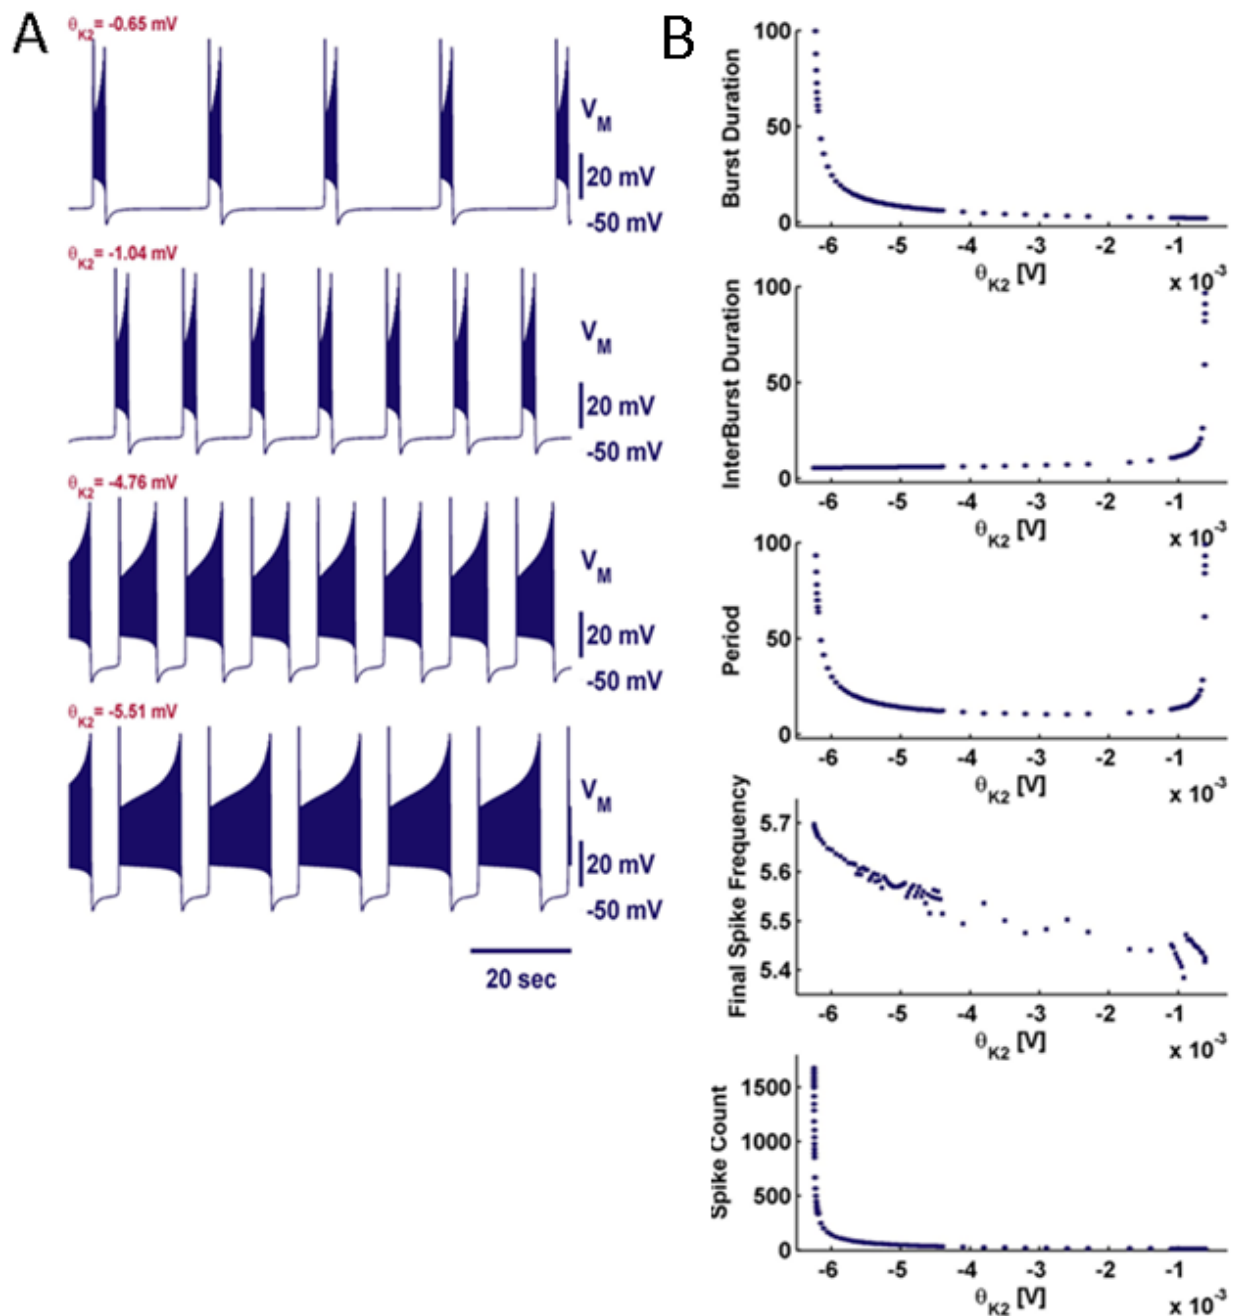 A
θK2= -0.65 mV
VM
20 mV
-50 mV
θK2= -1.04 mV
VM
20 mV
-50 mV
θK2= -4.76 mV
VM
20 mV
-50 mV
θK2= -5.51 mV
VM
20 mV
-50 mV
20 sec
B
Burst Duration
100
50
0
-6 -5 -4 -3 -2 -1
θK2 [V]
x 10-3
InterBurst Duration
100
50
0
-6 -5 -4 -3 -2 -1
θK2 [V]
x 10-3
Period
100
50
0
-6 -5 -4 -3 -2 -1
θK2 [V]
x 10-3
Final Spike Frequency
5.7
5.6
5.5
5.4
-6 -5 -4 -3 -2 -1
θK2 [V]
x 10-3
Spike Count
1500
1000
500
0
-6 -5 -4 -3 -2 -1
θK2 [V]
x 10-3